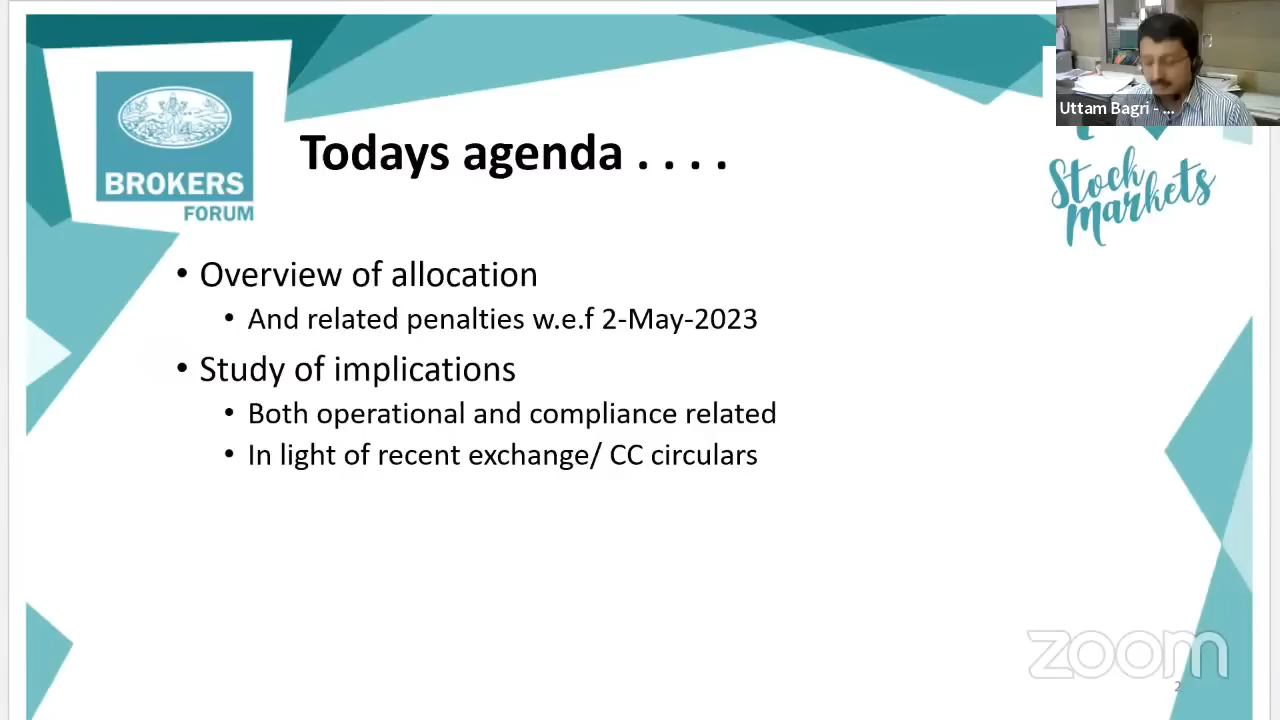 Uttam Bagri - ...
BROKERS
FORUM
Todays agenda . . . .
Stock
Markets
• Overview of allocation
• And related penalties w.e.f 2-May-2023
• Study of implications
• Both operational and compliance related
• In light of recent exchange/ CC circulars
zoom
2